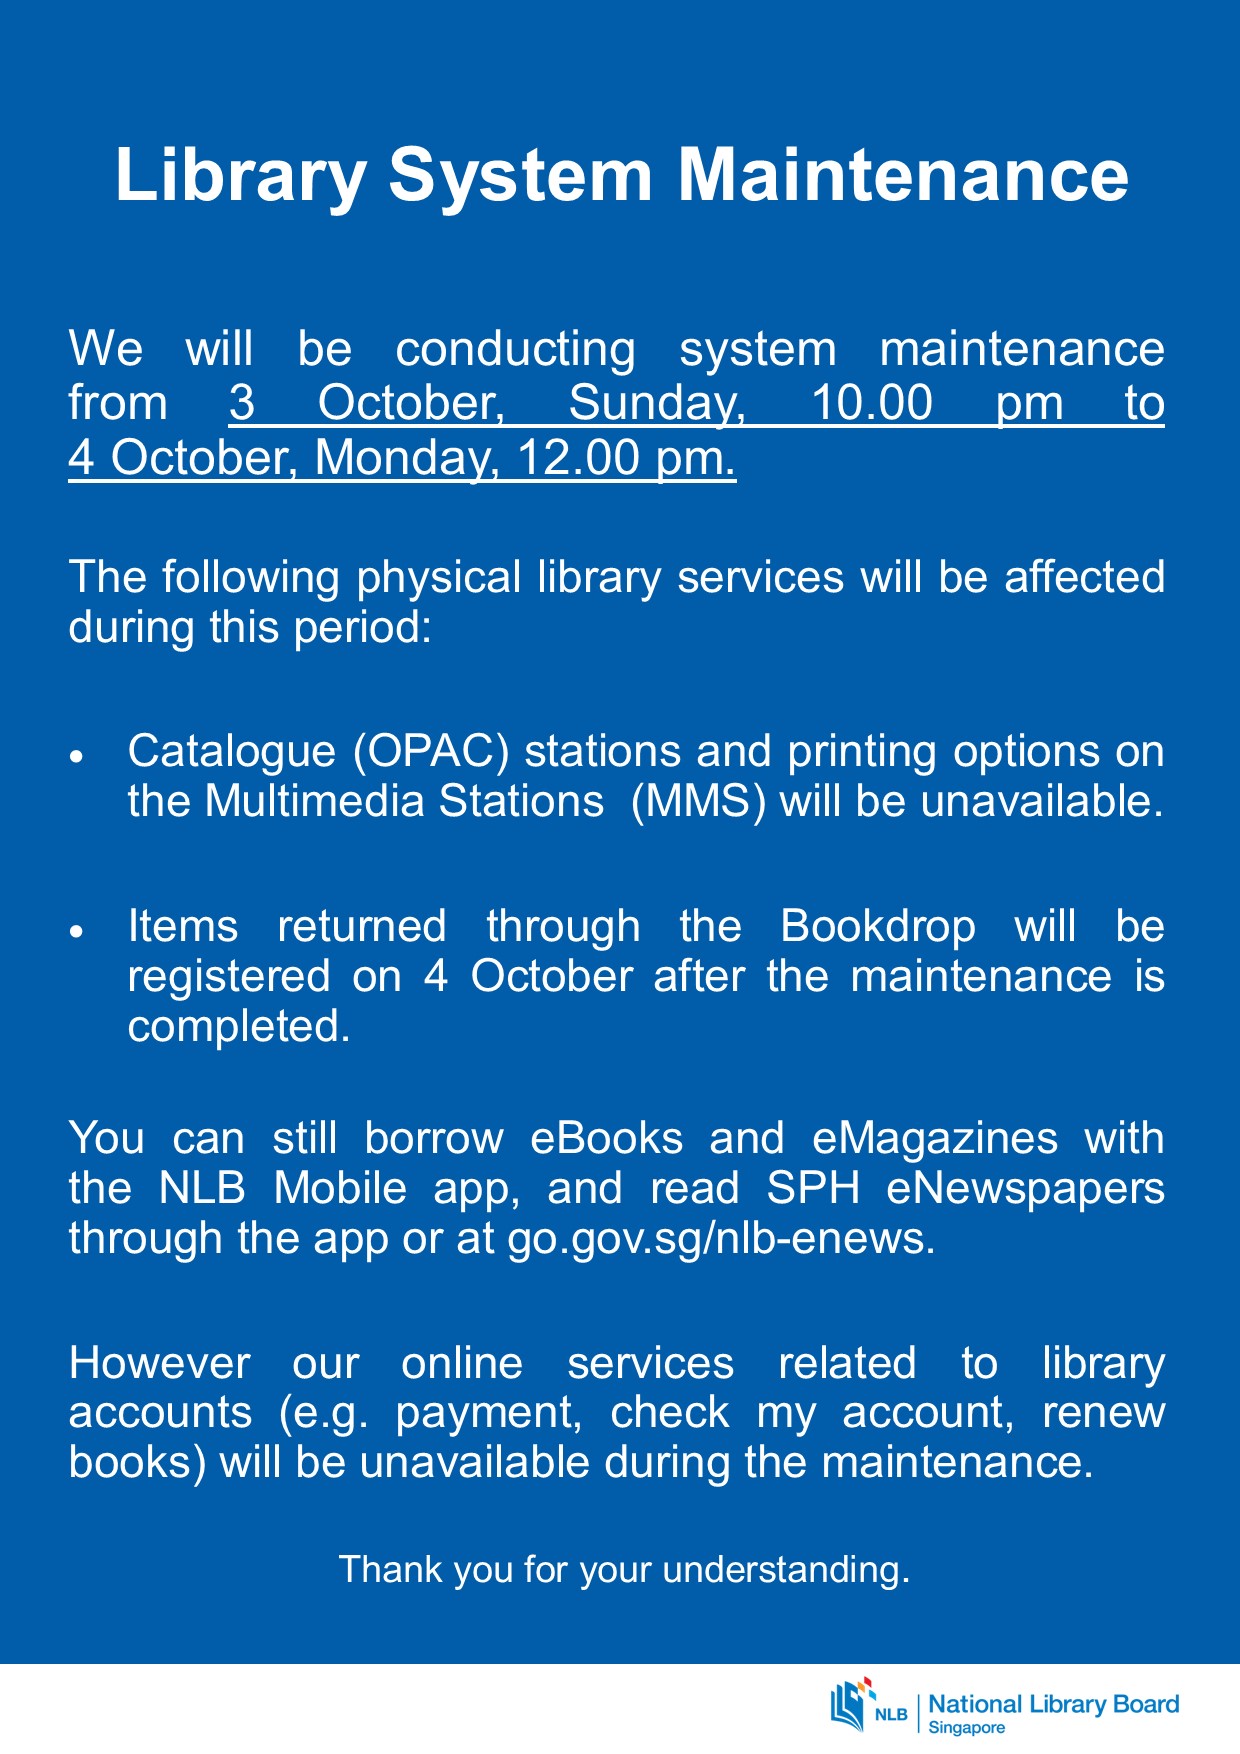 Library System Maintenance
We will be conducting system maintenance
from 3 October, Sunday, 10.00 pm to
4 October, Monday, 12.00 pm.
The following physical library services will be affected
during this period:
• Catalogue (OPAC) stations and printing options on
the Multimedia Stations  (MMS) will be unavailable.
• Items returned through the Bookdrop will be
registered on 4 October after the maintenance is
completed.
You can still borrow eBooks and eMagazines with
the NLB Mobile app, and read SPH eNewspapers
through the app or at go.gov.sg/nlb-enews.
However our online services related to library
accounts (e.g. payment, check my account, renew
books) will be unavailable during the maintenance.
Thank you for your understanding.
NLB | National Library Board
Singapore